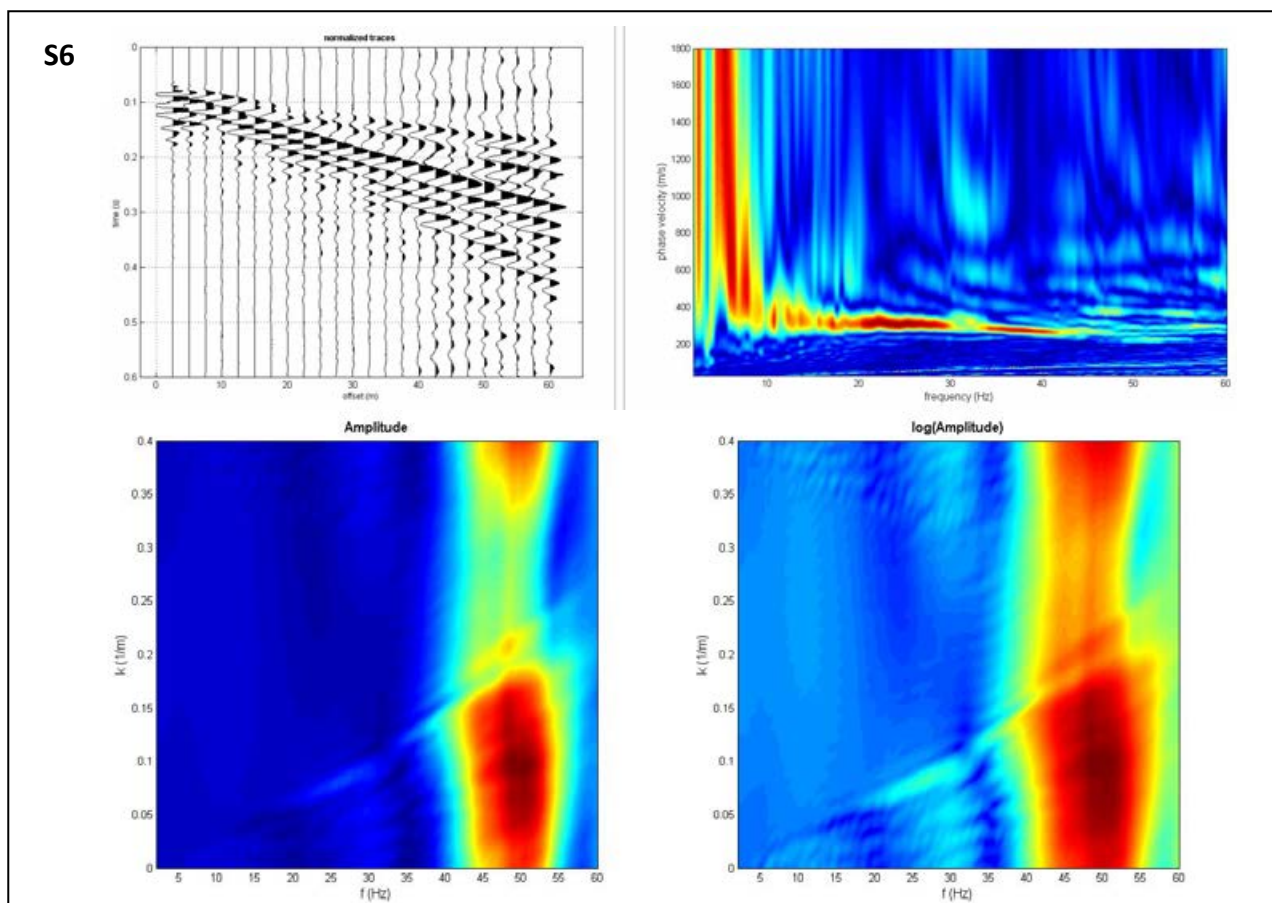 S6
normalized traces
0
0.1
0.2
0.3
0.4
0.5
0.6
time (s)
0 10 20 30 40 50 60
offset (m)
1800
1600
1400
1200
1000
800
600
400
200
phase velocity (m/s)
10 20 30 40 50 60
frequency (Hz)
Amplitude
0.4
0.35
0.3
0.25
0.2
0.15
0.1
0.05
0
k (1/m)
5 10 15 20 25 30 35 40 45 50 55 60
f (Hz)
log(Amplitude)
0.4
0.35
0.3
0.25
0.2
0.15
0.1
0.05
0
k (1/m)
5 10 15 20 25 30 35 40 45 50 55 60
f (Hz)